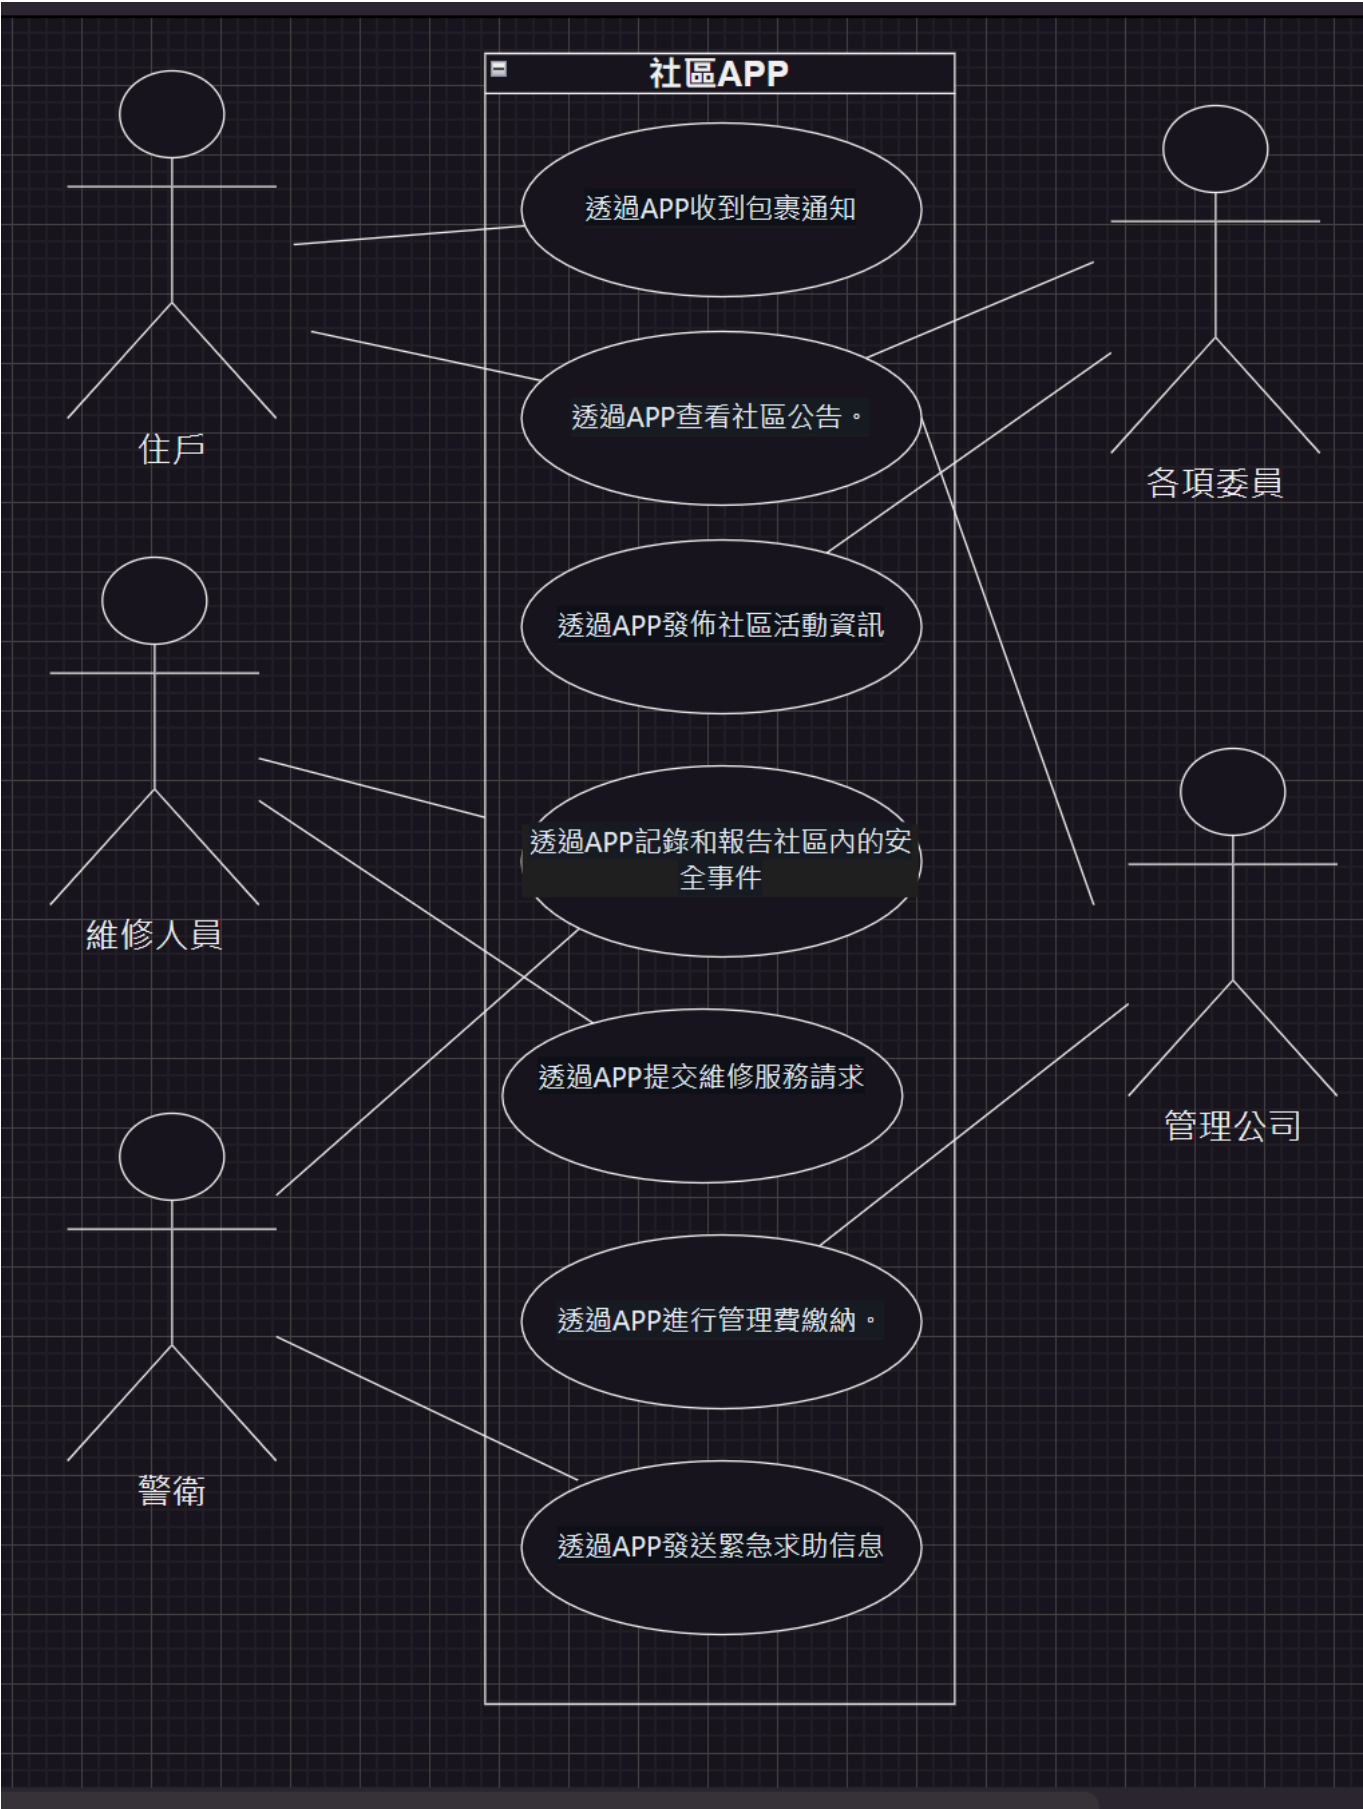 社區APP
透過APP收到包裹通知
透過APP查看社區公告。
住戶
各項委員
透過APP發佈社區活動資訊
透過APP記錄和報告社區內的安
全事件
維修人員
透過APP提交維修服務請求
管理公司
透過APP進行管理費繳納。
警衛
透過APP發送緊急求助信息